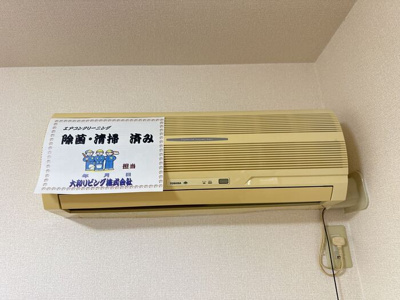 エアコンクリーニング
除菌・清掃 済み
担当
年 月 日
大和リビング株式会社
TOSHIBA